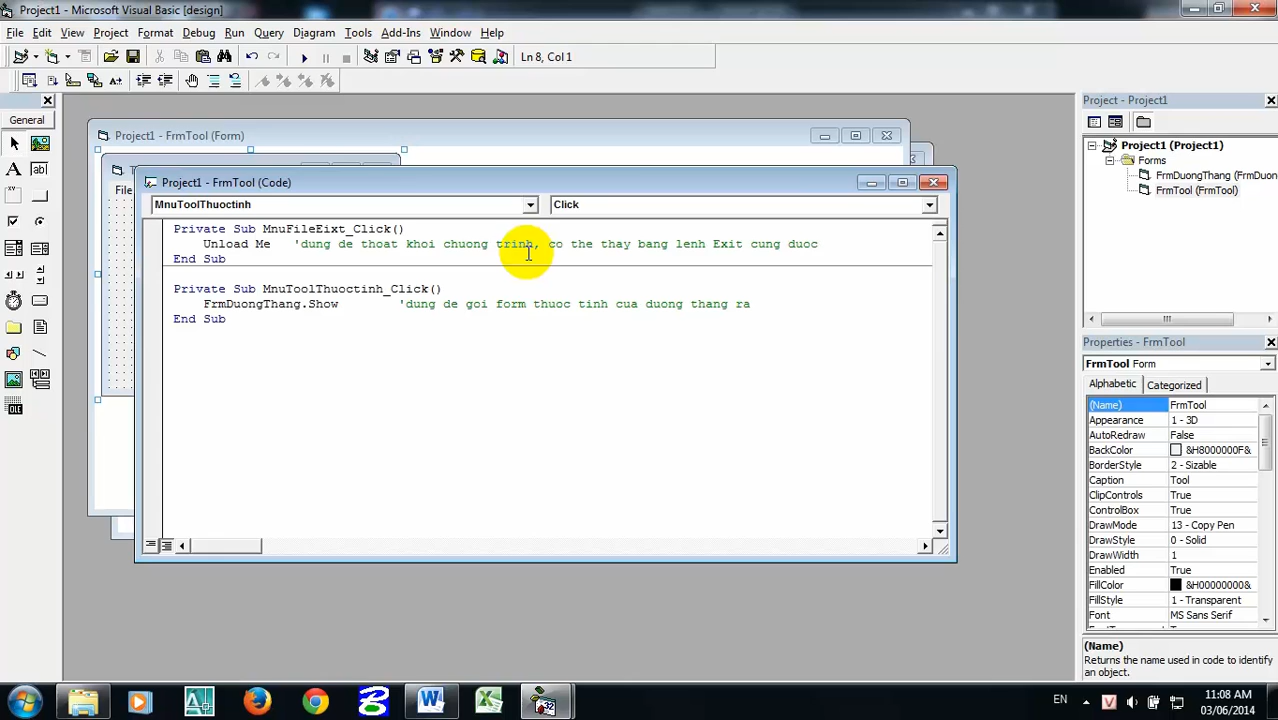 Project1 - Microsoft Visual Basic [design]
File Edit View Project Format Debug Run Query Diagram Tools Add-Ins Window Help
Ln 8, Col 1
General
Project1 - FrmTool (Form)
File
Project1 - FrmTool (Code)
MnuToolThuoctinh
Click
Private Sub MnuFileEixt_Click()
Unload Me 'dung de thoat khoi chuong trinh, co the thay bang lenh Exit cung duoc
End Sub
Private Sub MnuToolThuoctinh_Click()
FrmDuongThang.Show 'dung de goi form thuoc tinh cua duong thang ra
End Sub
Project - Project1
Project1 (Project1)
Forms
FrmDuongThang (FrmDuon
FrmTool (FrmTool)
Properties - FrmTool
FrmTool Form
Alphabetic Categorized
(Name) FrmTool
Appearance 1 - 3D
AutoRedraw False
BackColor &H8000000F&
BorderStyle 2 - Sizable
Caption Tool
ClipControls True
ControlBox True
DrawMode 13 - Copy Pen
DrawStyle 0 - Solid
DrawWidth 1
Enabled True
FillColor &H00000000&
FillStyle 1 - Transparent
Font MS Sans Serif
(Name)
Returns the name used in code to identify
an object.
EN
11:08 AM
03/06/2014